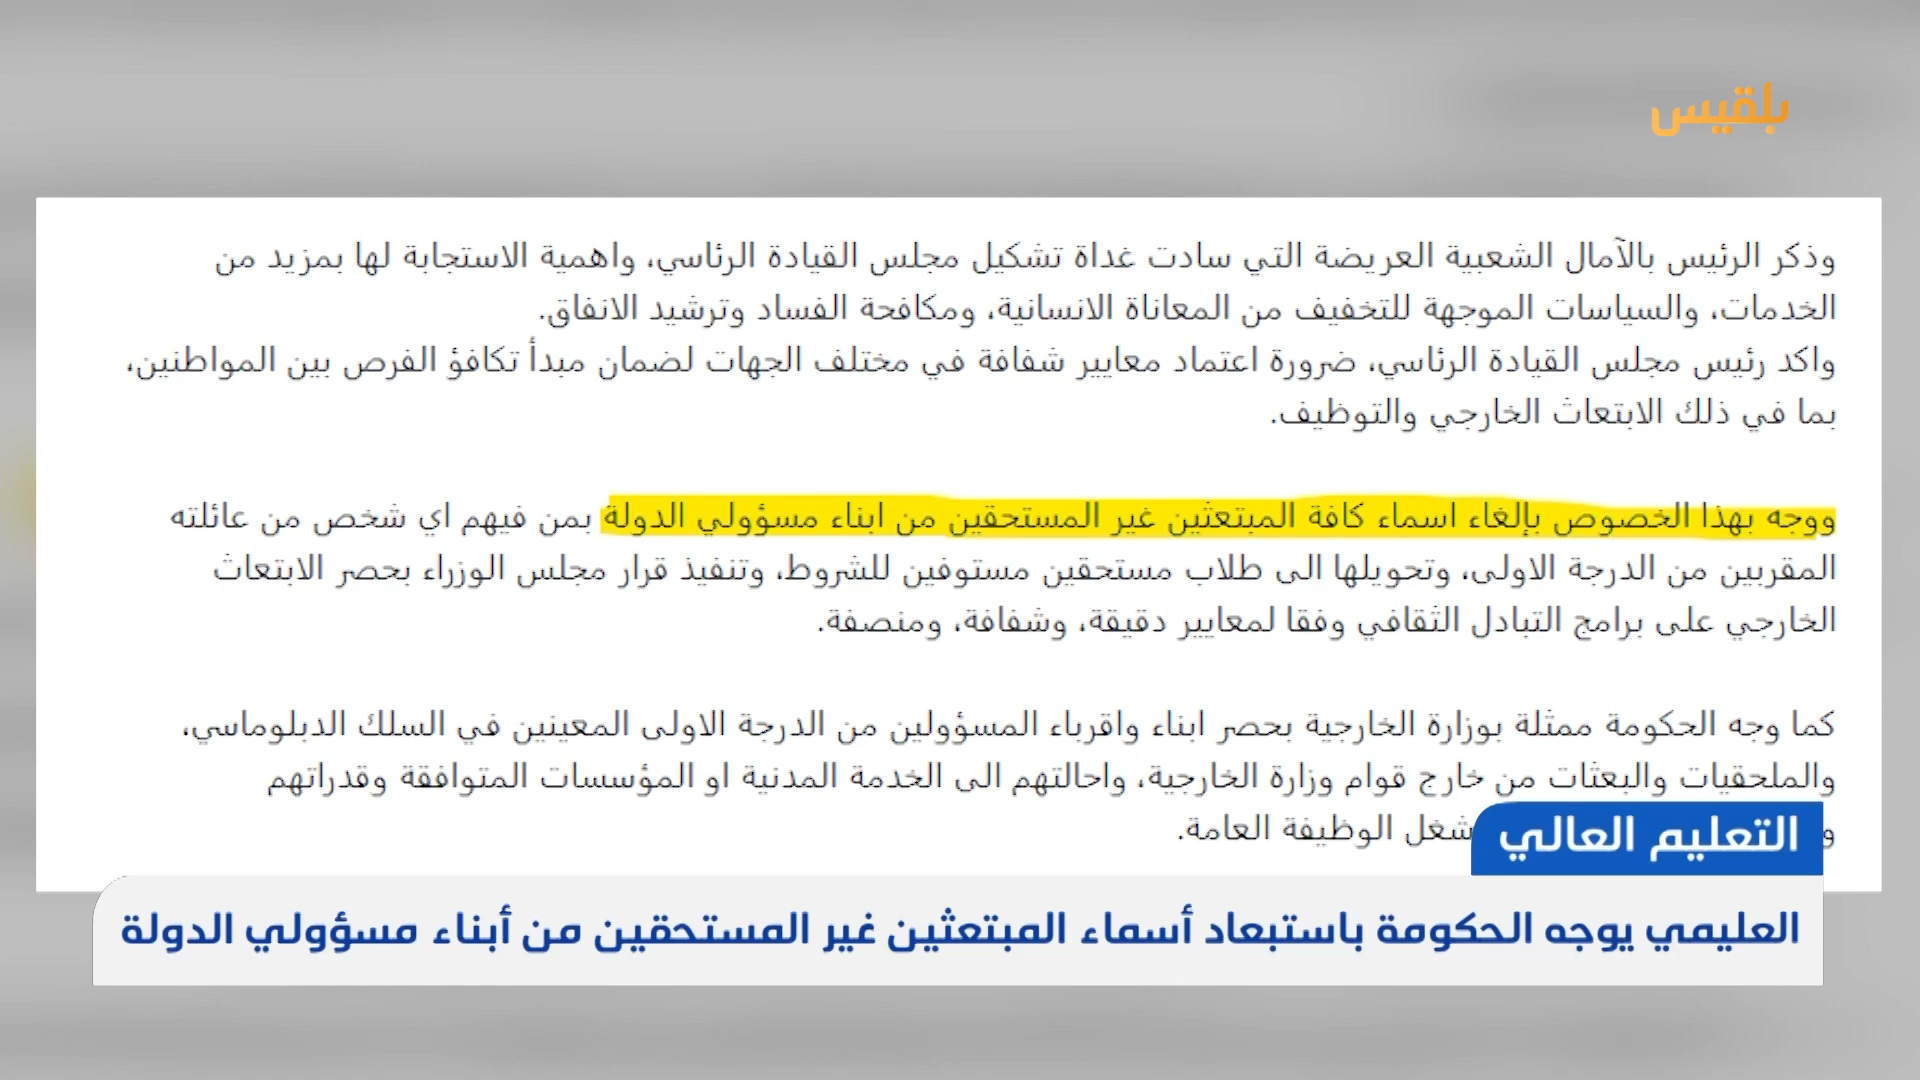 بلقيس
وذكر الرئيس بالآمال الشعبية العريضة التي سادت غداة تشكيل مجلس القيادة الرئاسي، واهمية الاستجابة لها بمزيد من
الخدمات، والسياسات الموجهة للتخفيف من المعاناة الانسانية، ومكافحة الفساد وترشيد الانفاق.
واكد رئيس مجلس القيادة الرئاسي، ضرورة اعتماد معايير شفافة في مختلف الجهات لضمان مبدأ تكافؤ الفرص بين المواطنين،
بما في ذلك الابتعاث الخارجي والتوظيف.
ووجه بهذا الخصوص بإلغاء اسماء كافة المبتعثين غير المستحقين من ابناء مسؤولي الدولة بمن فيهم اي شخص من عائلته
المقربين من الدرجة الاولى، وتحويلها الى طلاب مستحقين مستوفين للشروط، وتنفيذ قرار مجلس الوزراء بحصر الابتعاث
الخارجي على برامج التبادل الثقافي وفقا لمعايير دقيقة، وشفافة، ومنصفة.
كما وجه الحكومة ممثلة بوزارة الخارجية بحصر ابناء واقرباء المسؤولين من الدرجة الاولى المعينين في السلك الدبلوماسي،
والملحقيات والبعثات من خارج قوام وزارة الخارجية، واحالتهم الى الخدمة المدنية او المؤسسات المتوافقة وقدراتهم
شغل الوظيفة العامة.
التعليم العالي
العليمي يوجه الحكومة باستبعاد أسماء المبتعثين غير المستحقين من أبناء مسؤولي الدولة